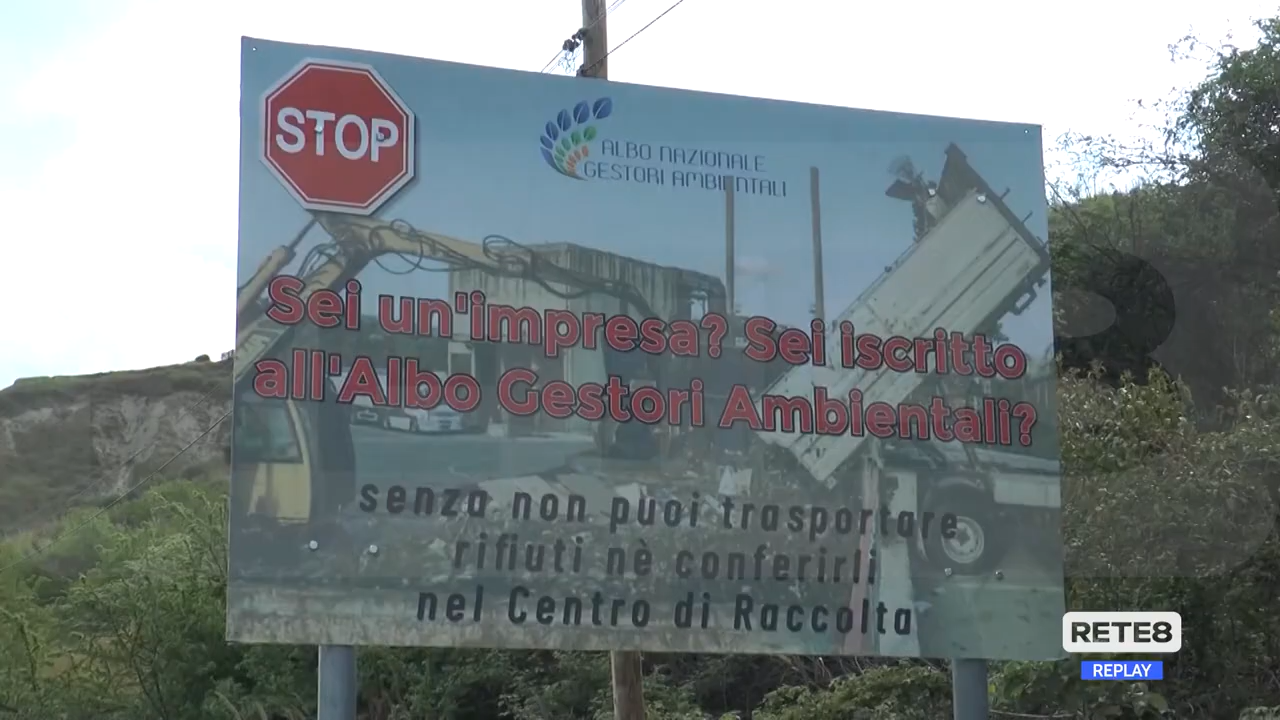 STOP
ALBO NAZIONALE
GESTORI AMBIENTALI
Sei un'impresa? Sei iscritto
all'Albo Gestori Ambientali?
senza non puoi trasportare
rifiuti nè conferirli
nel Centro di Raccolta
RETE8
REPLAY